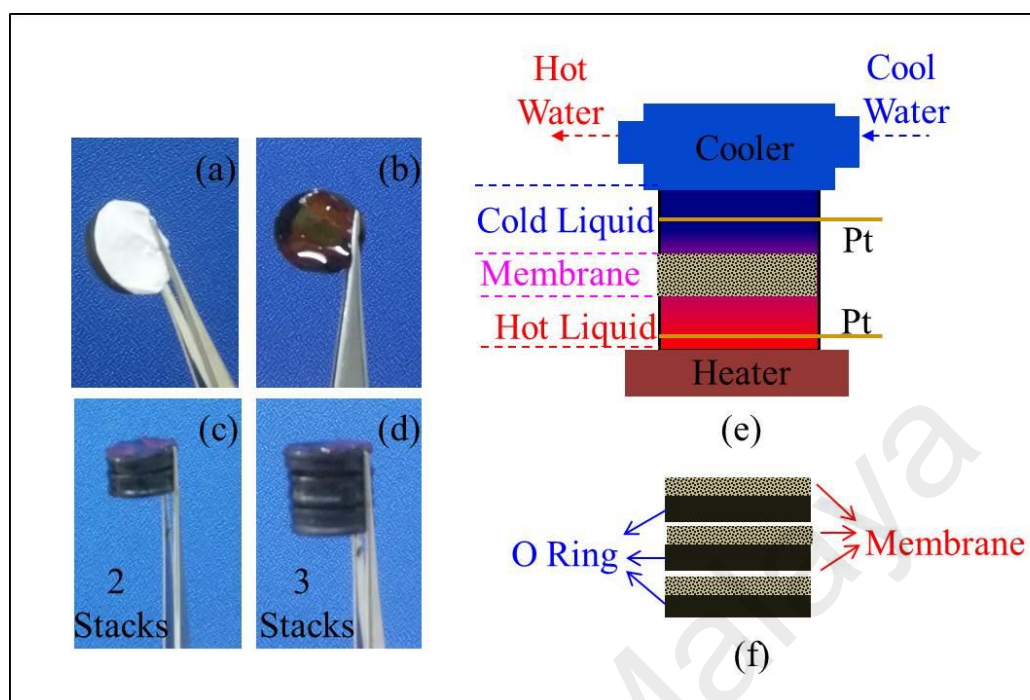 (a)
(b)
(c)
2
Stacks
(d)
3
Stacks
Hot
Water
Cool
Water
Cooler
Cold Liquid
Pt
Membrane
Hot Liquid
Pt
Heater
(e)
O Ring
Membrane
(f)
Malaya